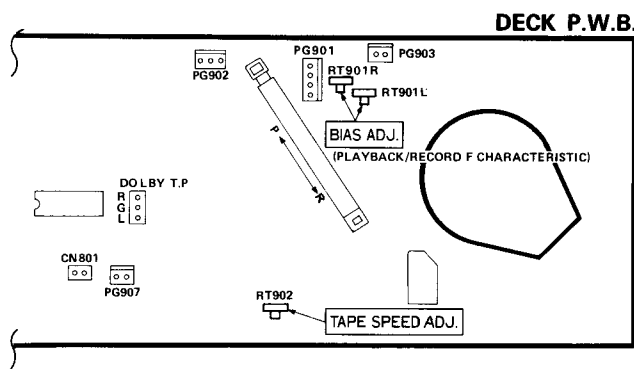 DECK P.W.B.
PG901
PG903
PG902
RT901R
RT901L
BIAS ADJ.
(PLAYBACK/RECORD F CHARACTERISTIC)
P
R
DOLBY T.P
R
G
L
CN801
PG907
RT902
TAPE SPEED ADJ.